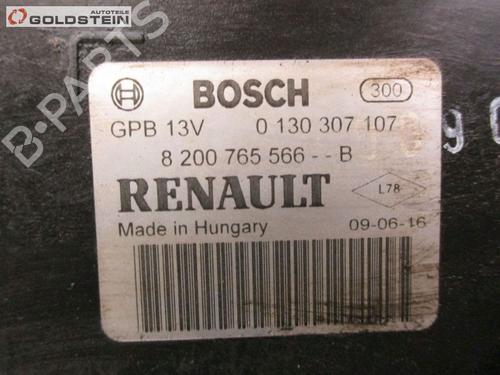 AUTOTEILE
GOLDSTEIN
B-PARTS
BOSCH 300
GPB 13V 0 130 307 107
8 200 765 566 -- B
RENAULT L78
Made in Hungary 09-06-16